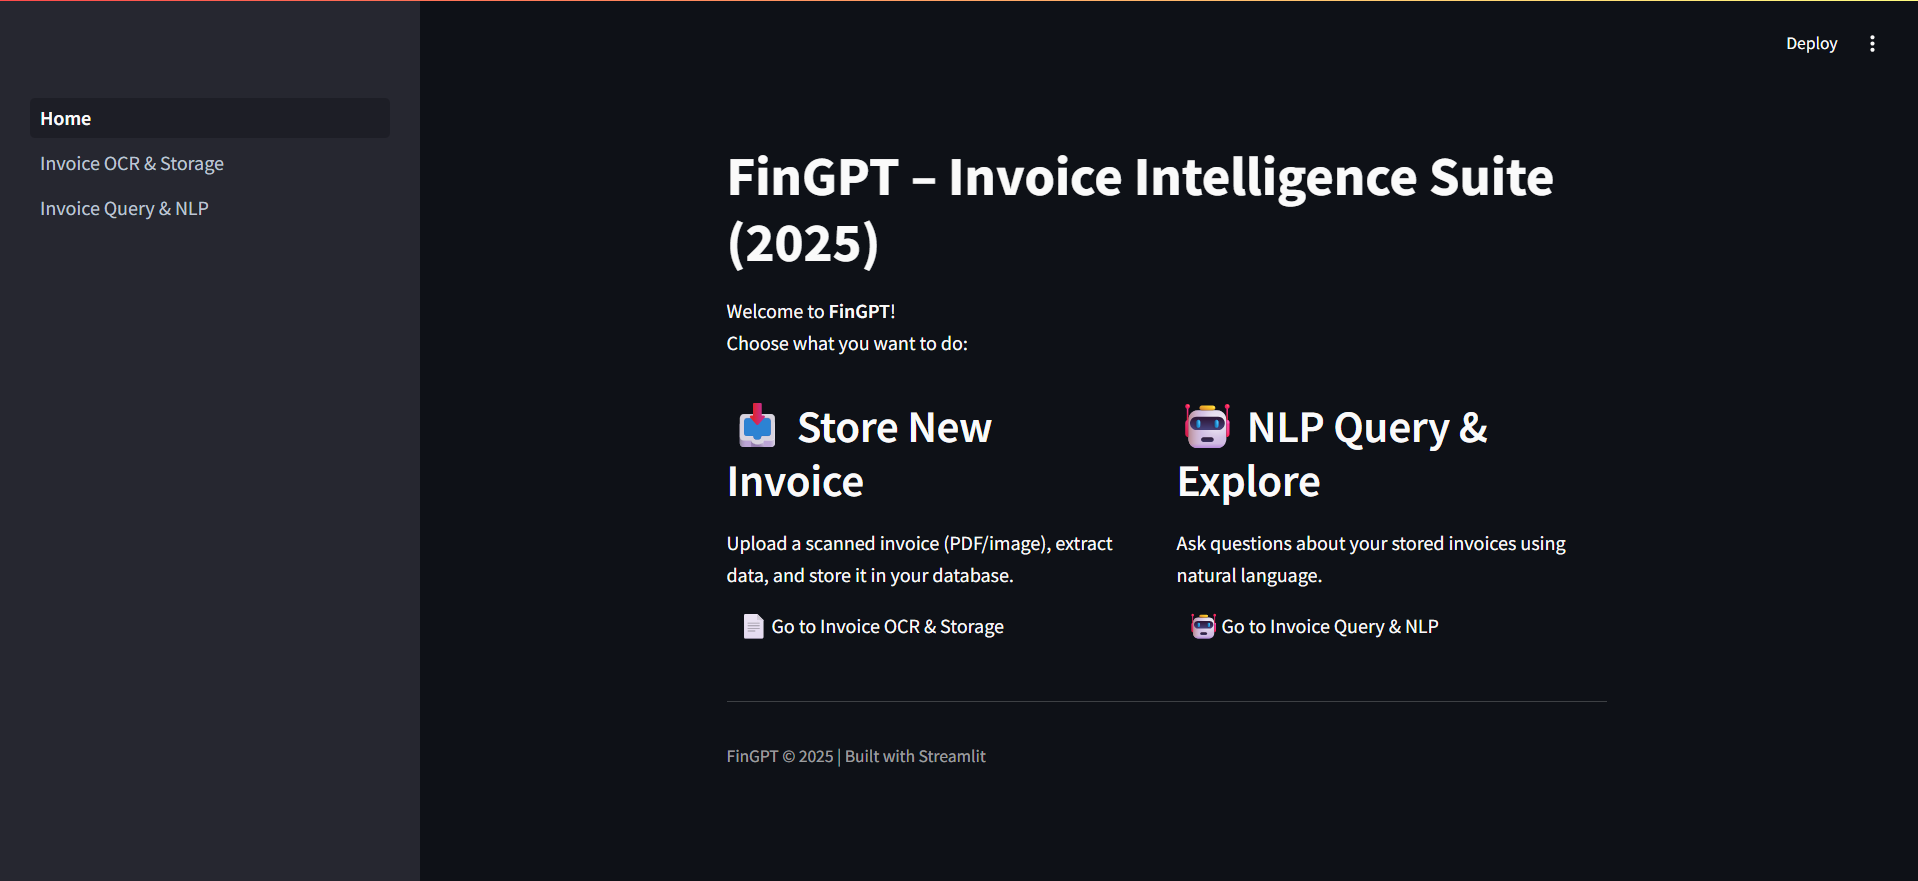 Deploy
Home
Invoice OCR & Storage
Invoice Query & NLP
FinGPT – Invoice Intelligence Suite
(2025)
Welcome to FinGPT!
Choose what you want to do:
Store New
Invoice
Upload a scanned invoice (PDF/image), extract
data, and store it in your database.
Go to Invoice OCR & Storage
NLP Query &
Explore
Ask questions about your stored invoices using
natural language.
Go to Invoice Query & NLP
FinGPT © 2025 | Built with Streamlit